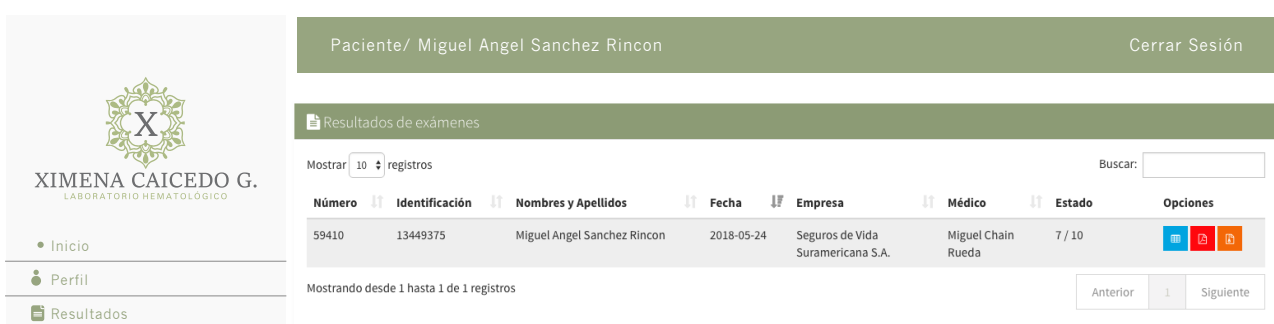 X
XIMENA CAICEDO G.
LABORATORIO HEMATOLÓGICO
Inicio
Perfil
Resultados
Paciente/ Miguel Angel Sanchez Rincon
Cerrar Sesión
Resultados de exámenes
Mostrar 10 registros
Buscar:
Número Identificación Nombres y Apellidos Fecha Empresa Médico Estado Opciones
59410 13449375 Miguel Angel Sanchez Rincon 2018-05-24 Seguros de Vida Miguel Chain 7 / 10
Suramericana S.A. Rueda
Mostrando desde 1 hasta 1 de 1 registros
Anterior 1 Siguiente